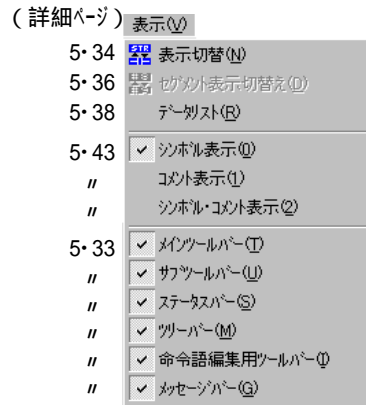 (詳細ﾍﾟｰｼﾞ) 表示(V)
5・34 表示切替(N)
5・36 ｾｸﾞﾒﾝﾄ表示切替え(D)
5・38 ﾃﾞｰﾀﾘｽﾄ(R)
5・43 ｼﾝﾎﾞﾙ表示(0)
〃 ｺﾒﾝﾄ表示(1)
〃 ｼﾝﾎﾞﾙ・ｺﾒﾝﾄ表示(2)
5・33 ﾒｲﾝﾂｰﾙﾊﾞｰ(T)
〃 ｻﾌﾞﾂｰﾙﾊﾞｰ(U)
〃 ｽﾃｰﾀｽﾊﾞｰ(S)
〃 ﾂﾘｰﾊﾞｰ(M)
〃 命令語編集用ﾂｰﾙﾊﾞｰ(I)
〃 ﾒｯｾｰｼﾞﾊﾞｰ(G)